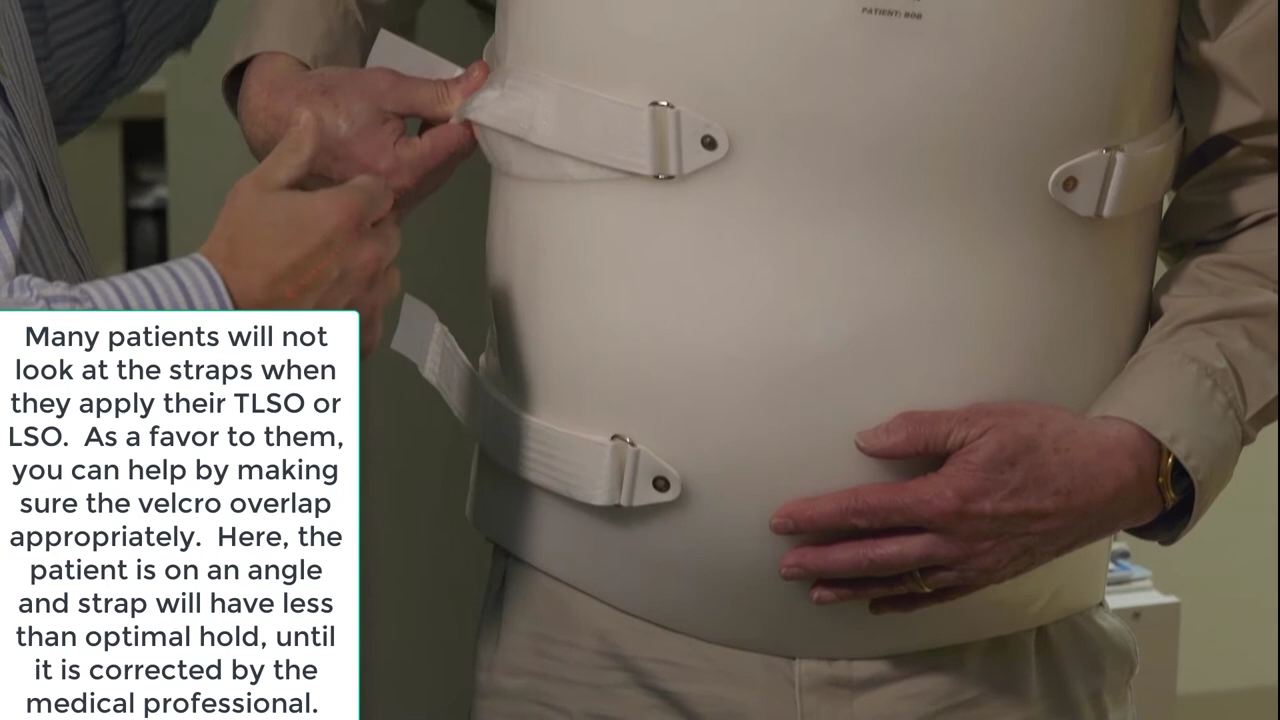 PATIENT: BOB
Many patients will not
look at the straps when
they apply their TLSO or
LSO.  As a favor to them,
you can help by making
sure the velcro overlap
appropriately.  Here, the
patient is on an angle
and strap will have less
than optimal hold, until
it is corrected by the
medical professional.